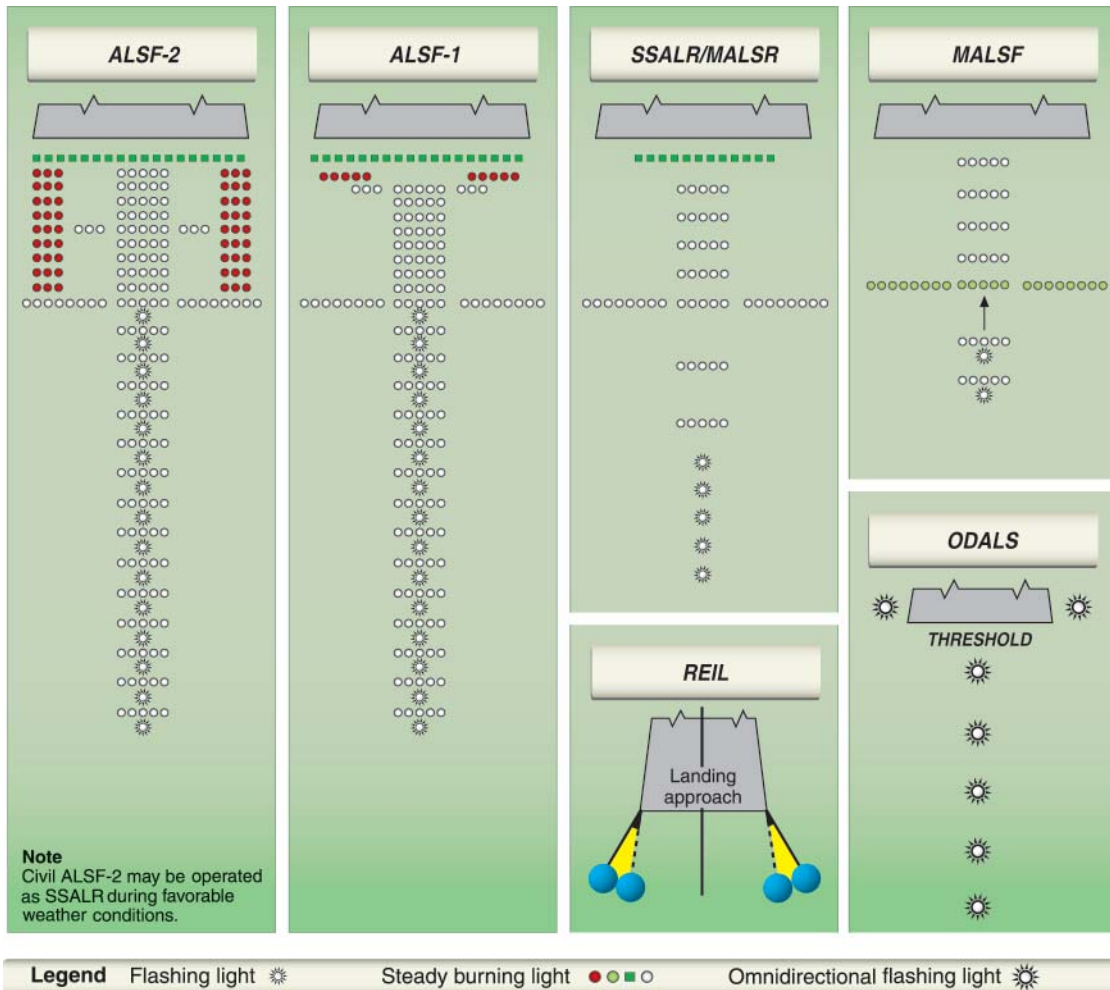 ALSF-2
ALSF-1
SSALR/MALSR
MALSF
ODALS
THRESHOLD
REIL
Landing
approach
Note
Civil ALSF-2 may be operated
as SSALR during favorable
weather conditions.
Legend Flashing light Steady burning light Omnidirectional flashing light